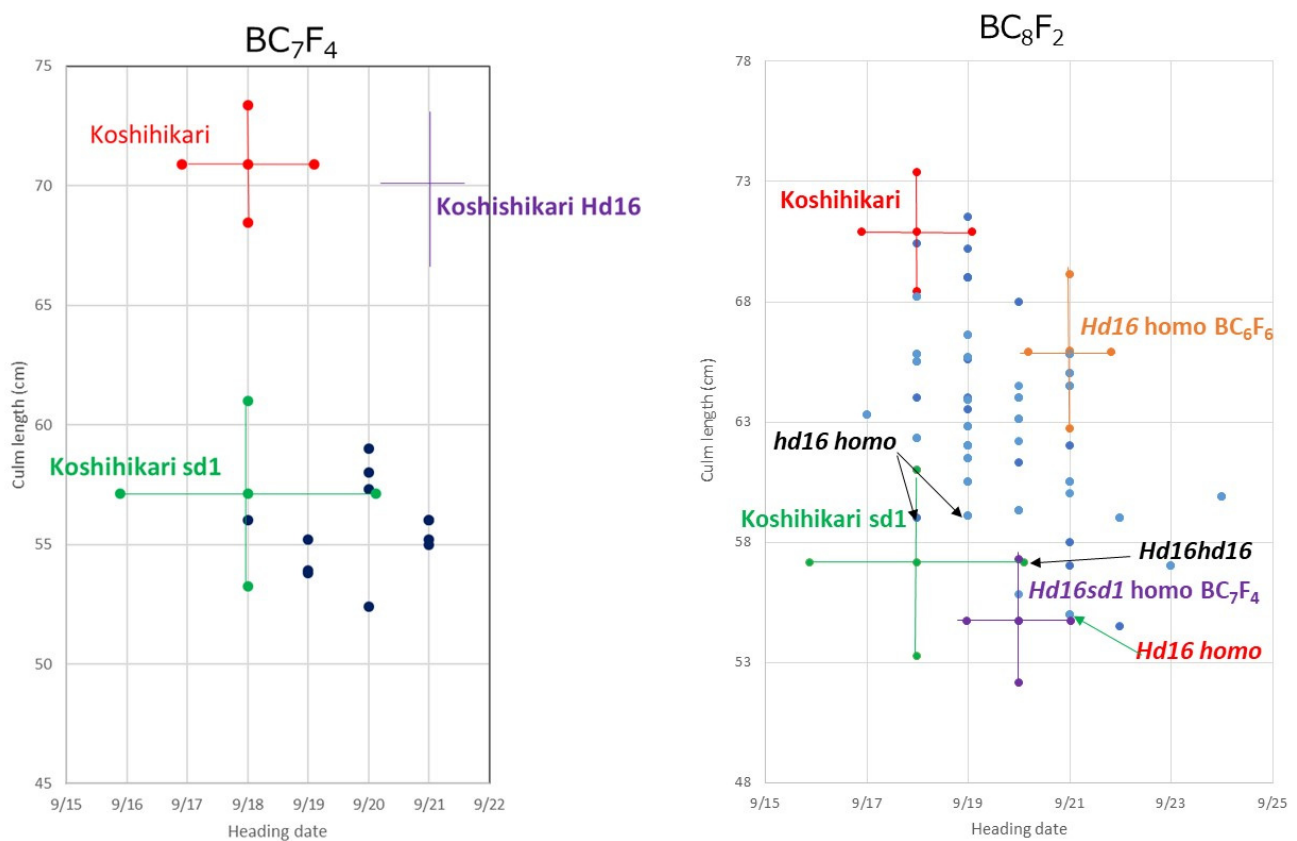 BC₇F₄
75
70
65
60
55
50
45
Culm length (cm)
Koshihikari
Koshishikari Hd16
Koshihikari sd1
9/15 9/16 9/17 9/18 9/19 9/20 9/21 9/22
Heading date
BC₈F₂
78
73
68
63
58
53
48
Culm length (cm)
Koshihikari
Hd16 homo BC₆F₆
hd16 homo
Koshihikari sd1
Hd16hd16
Hd16sd1 homo BC₇F₄
Hd16 homo
9/15 9/17 9/19 9/21 9/23 9/25
Heading date